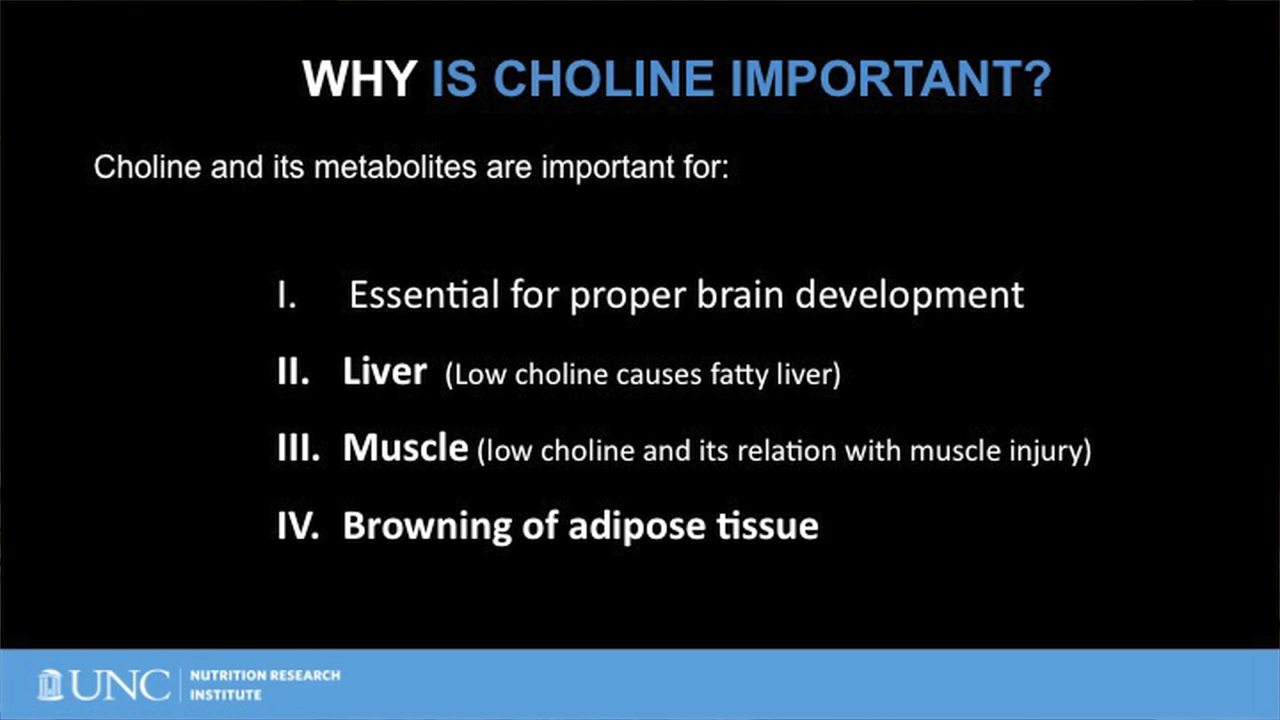 WHY IS CHOLINE IMPORTANT?
Choline and its metabolites are important for:
I. Essential for proper brain development
II. Liver (Low choline causes fatty liver)
III. Muscle (low choline and its relation with muscle injury)
IV. Browning of adipose tissue
UNC NUTRITION RESEARCH
INSTITUTE